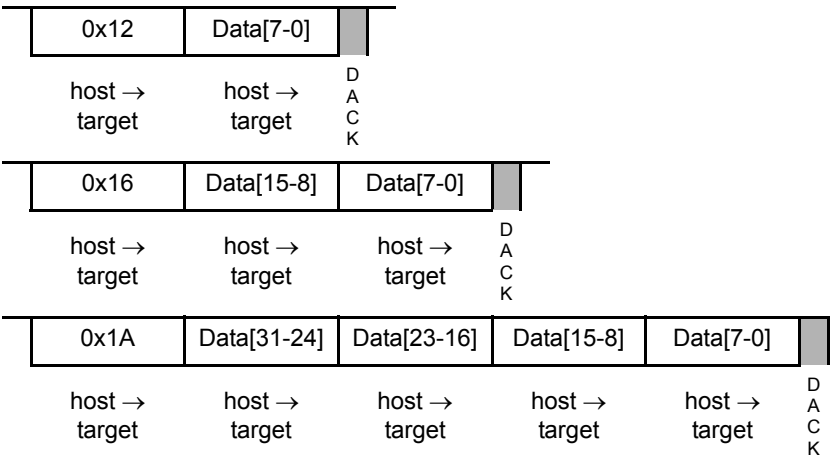 0x12 Data[7-0]
host → host →
target target
D
A
C
K
0x16 Data[15-8] Data[7-0]
host → host → host →
target target target
D
A
C
K
0x1A Data[31-24] Data[23-16] Data[15-8] Data[7-0]
host → host → host → host → host →
target target target target target
D
A
C
K